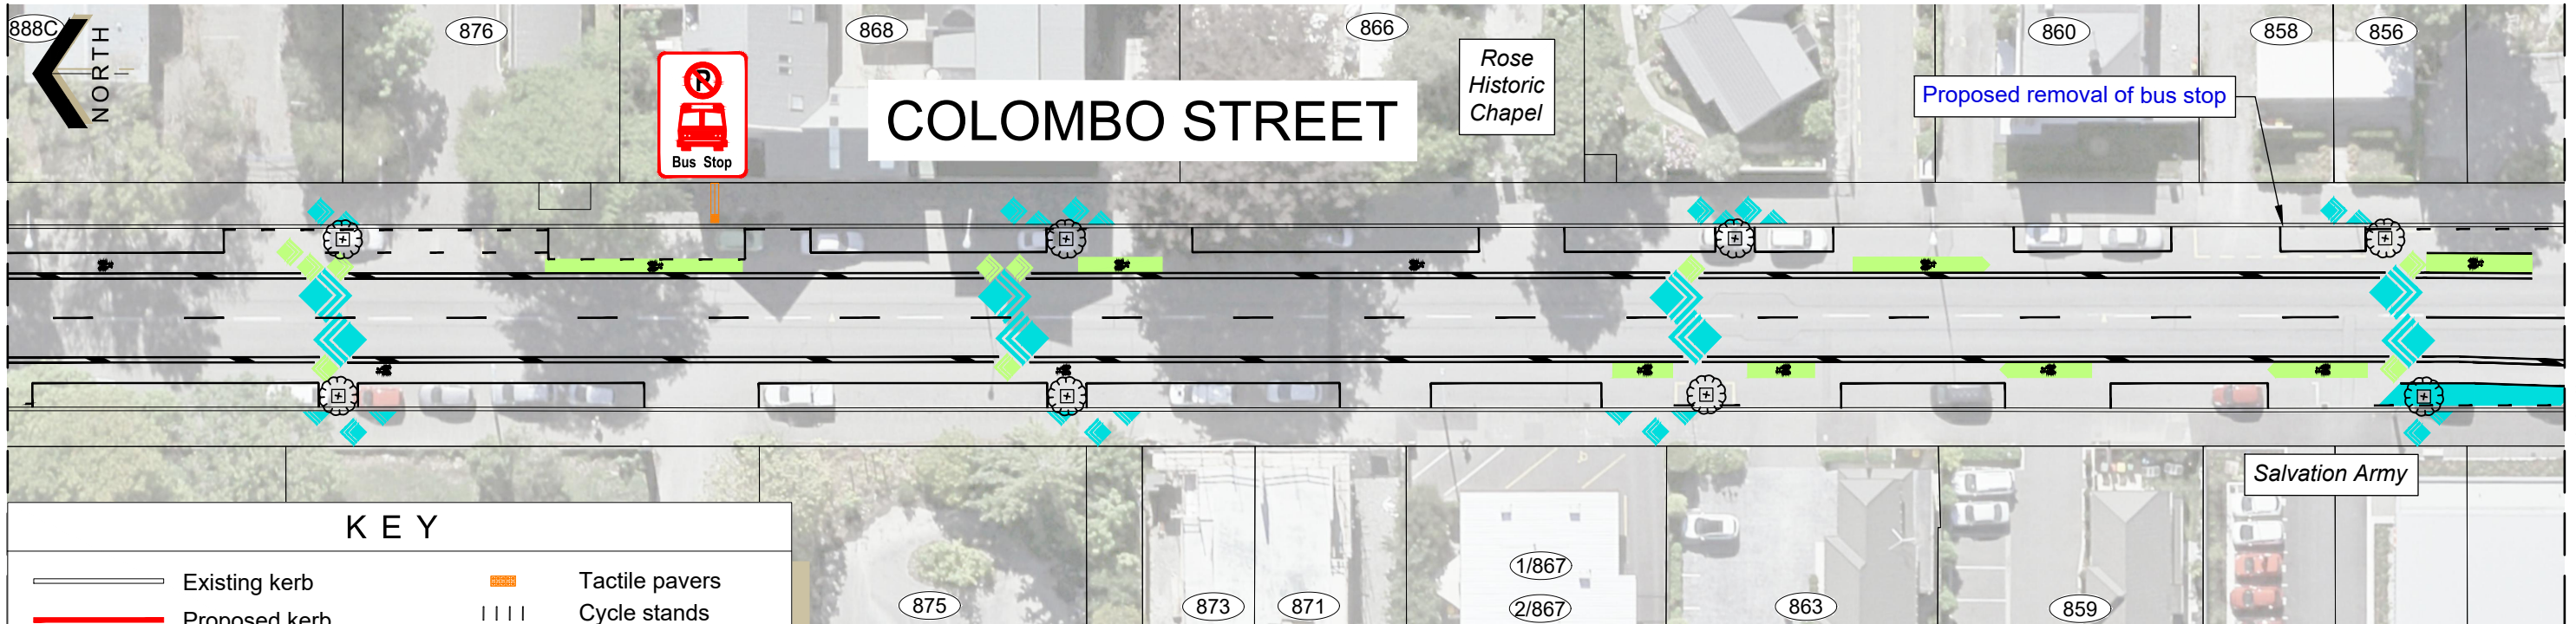 888C
NORTH
876
868
866
860
858
856
P
Bus Stop
COLOMBO STREET
Rose
Historic
Chapel
Proposed removal of bus stop
Salvation Army
KEY
Existing kerb
Tactile pavers
Proposed kerb
Cycle stands
875
873
871
1/867
2/867
863
859